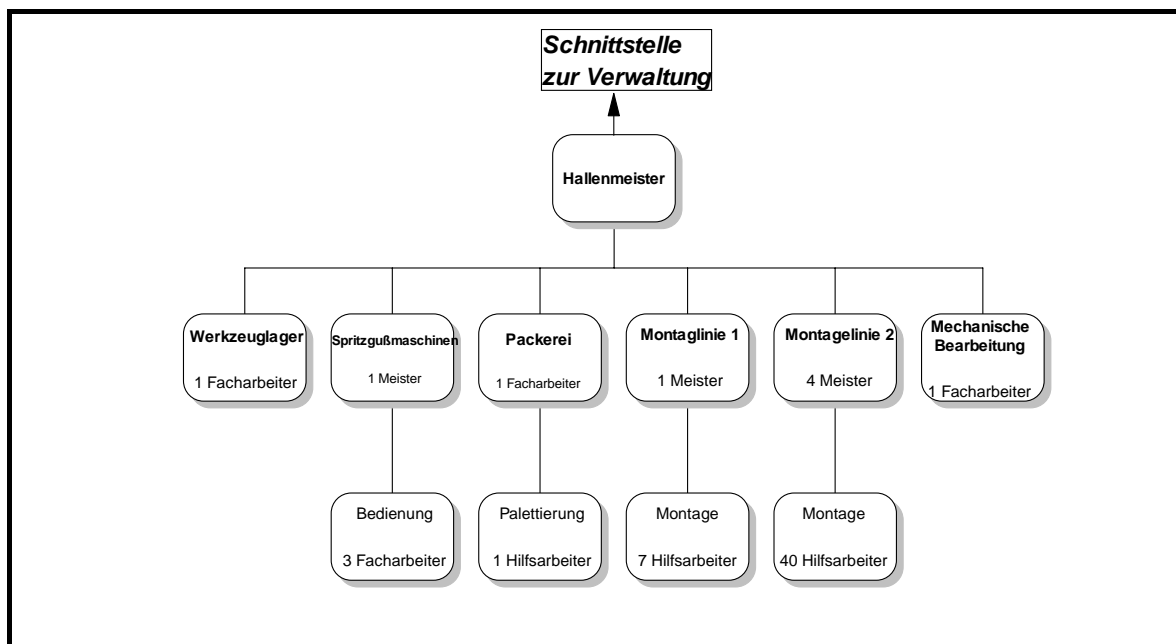 Schnittstelle
zur Verwaltung
Hallenmeister
Werkzeuglager
1 Facharbeiter
Spritzgußmaschinen
1 Meister
Packerei
1 Facharbeiter
Montaglinie 1
1 Meister
Montagelinie 2
4 Meister
Mechanische
Bearbeitung
1 Facharbeiter
Bedienung
3 Facharbeiter
Palettierung
1 Hilfsarbeiter
Montage
7 Hilfsarbeiter
Montage
40 Hilfsarbeiter